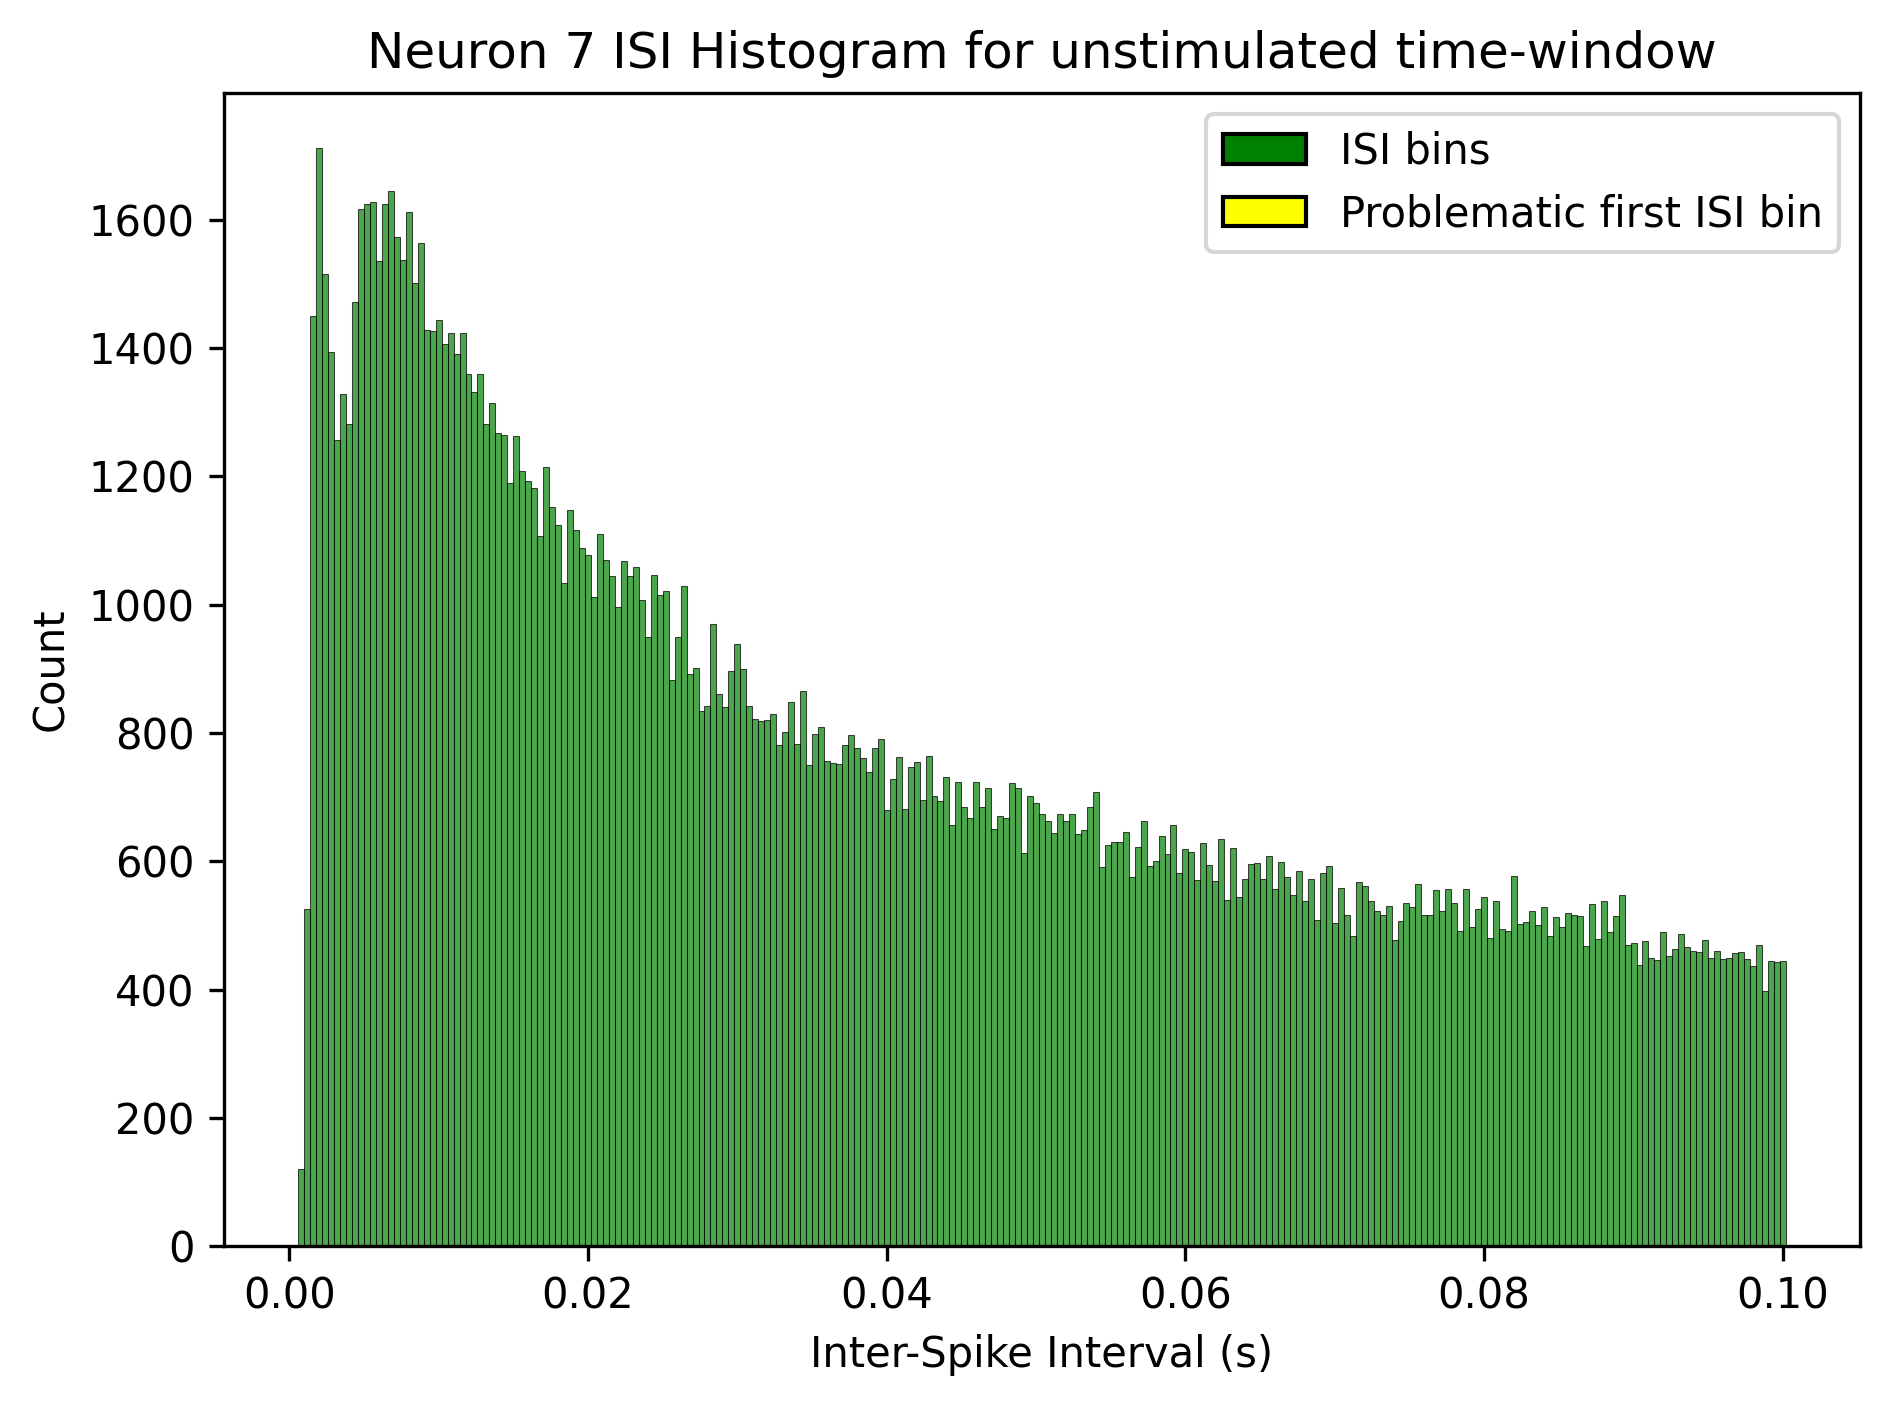 Neuron 7 ISI Histogram for unstimulated time-window
ISI bins
Problematic first ISI bin
Count
1600
1400
1200
1000
800
600
400
200
0
0.00 0.02 0.04 0.06 0.08 0.10
Inter-Spike Interval (s)